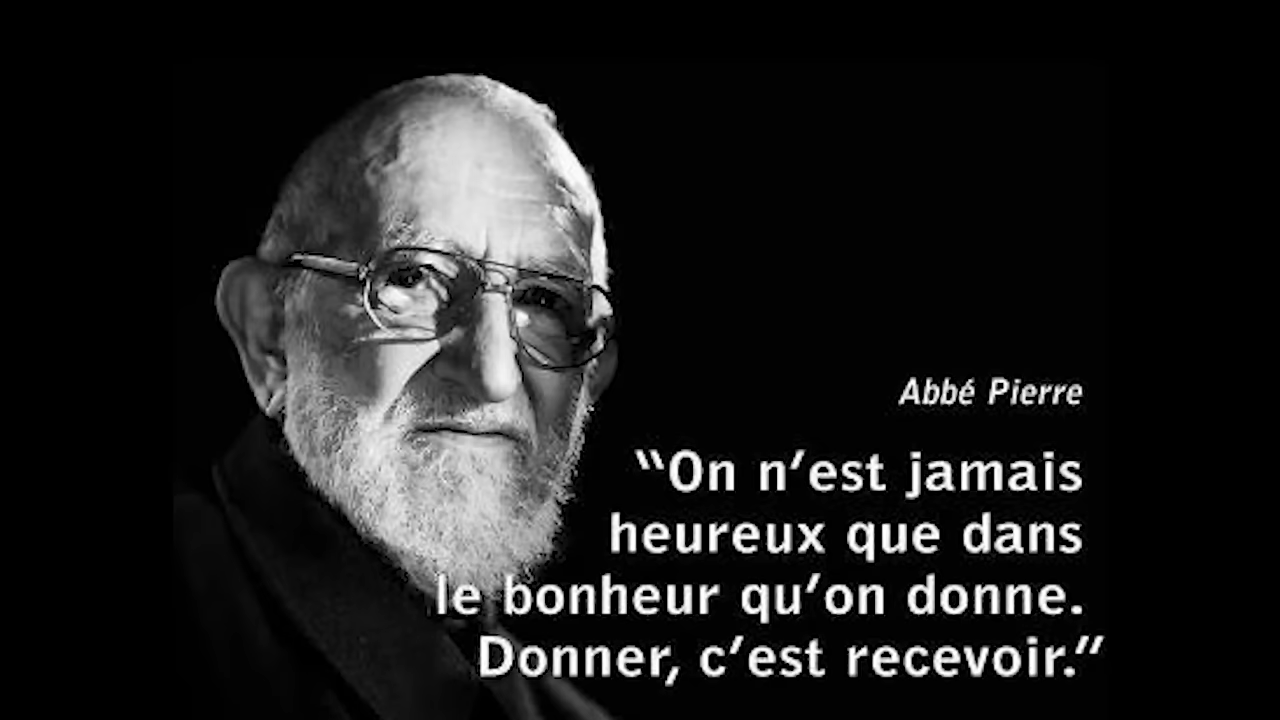 Abbé Pierre
“On n’est jamais
heureux que dans
le bonheur qu’on donne.
Donner, c’est recevoir.”